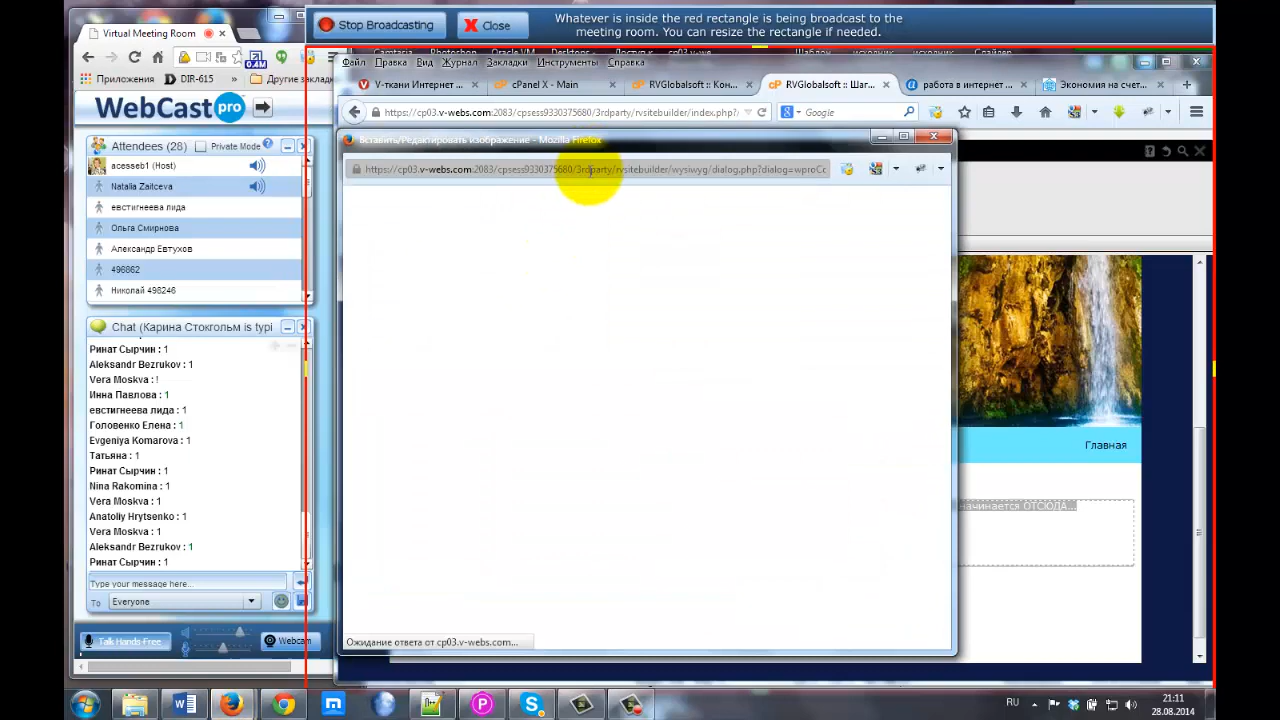 Stop Broadcasting
Close
Whatever is inside the red rectangle is being broadcast to the
meeting room. You can resize the rectangle if needed.
Virtual Meeting Room
Приложения
DIR-615
Другие закладки
WebCast pro
Attendees (28)
Private Mode
acesseb1 (Host)
Natalia Zaitceva
евстигнеева лида
Ольга Смирнова
Александр Евтухов
496862
Николай 498246
Chat (Карина Стокгольм is typi
Ринат Сырчин : 1
Aleksandr Bezrukov : 1
Vera Moskva : !
Инна Павлова : 1
евстигнеева лида : 1
Головенко Елена : 1
Evgeniya Komarova : 1
Татьяна : 1
Ринат Сырчин : 1
Nina Rakomina : 1
Vera Moskva : 1
Anatoliy Hrytsenko : 1
Vera Moskva : 1
Aleksandr Bezrukov : 1
Ринат Сырчин : 1
Type your message here...
To
Everyone
Talk Hands-Free
Webcam
Файл Правка Вид Журнал Закладки Инструменты Справка
V-ткани Интернет ...
cPanel X - Main
RVGlobalsoft :: Кон...
RVGlobalsoft :: Шаг...
работа в интернет ...
Экономия на счет...
https://cp03.v-webs.com:2083/cpsess9330375680/3rdparty/rvsitebuilder/index.php?
Google
Вставить/Редактировать изображение - Mozilla Firefox
https://cp03.v-webs.com:2083/cpsess9330375680/3rdparty/rvsitebuilder/wysiwyg/dialog.php?dialog=wproCo
Главная
начинается ОТСЮДА...
Ожидание ответа от cp03.v-webs.com...
RU
21:11
28.08.2014